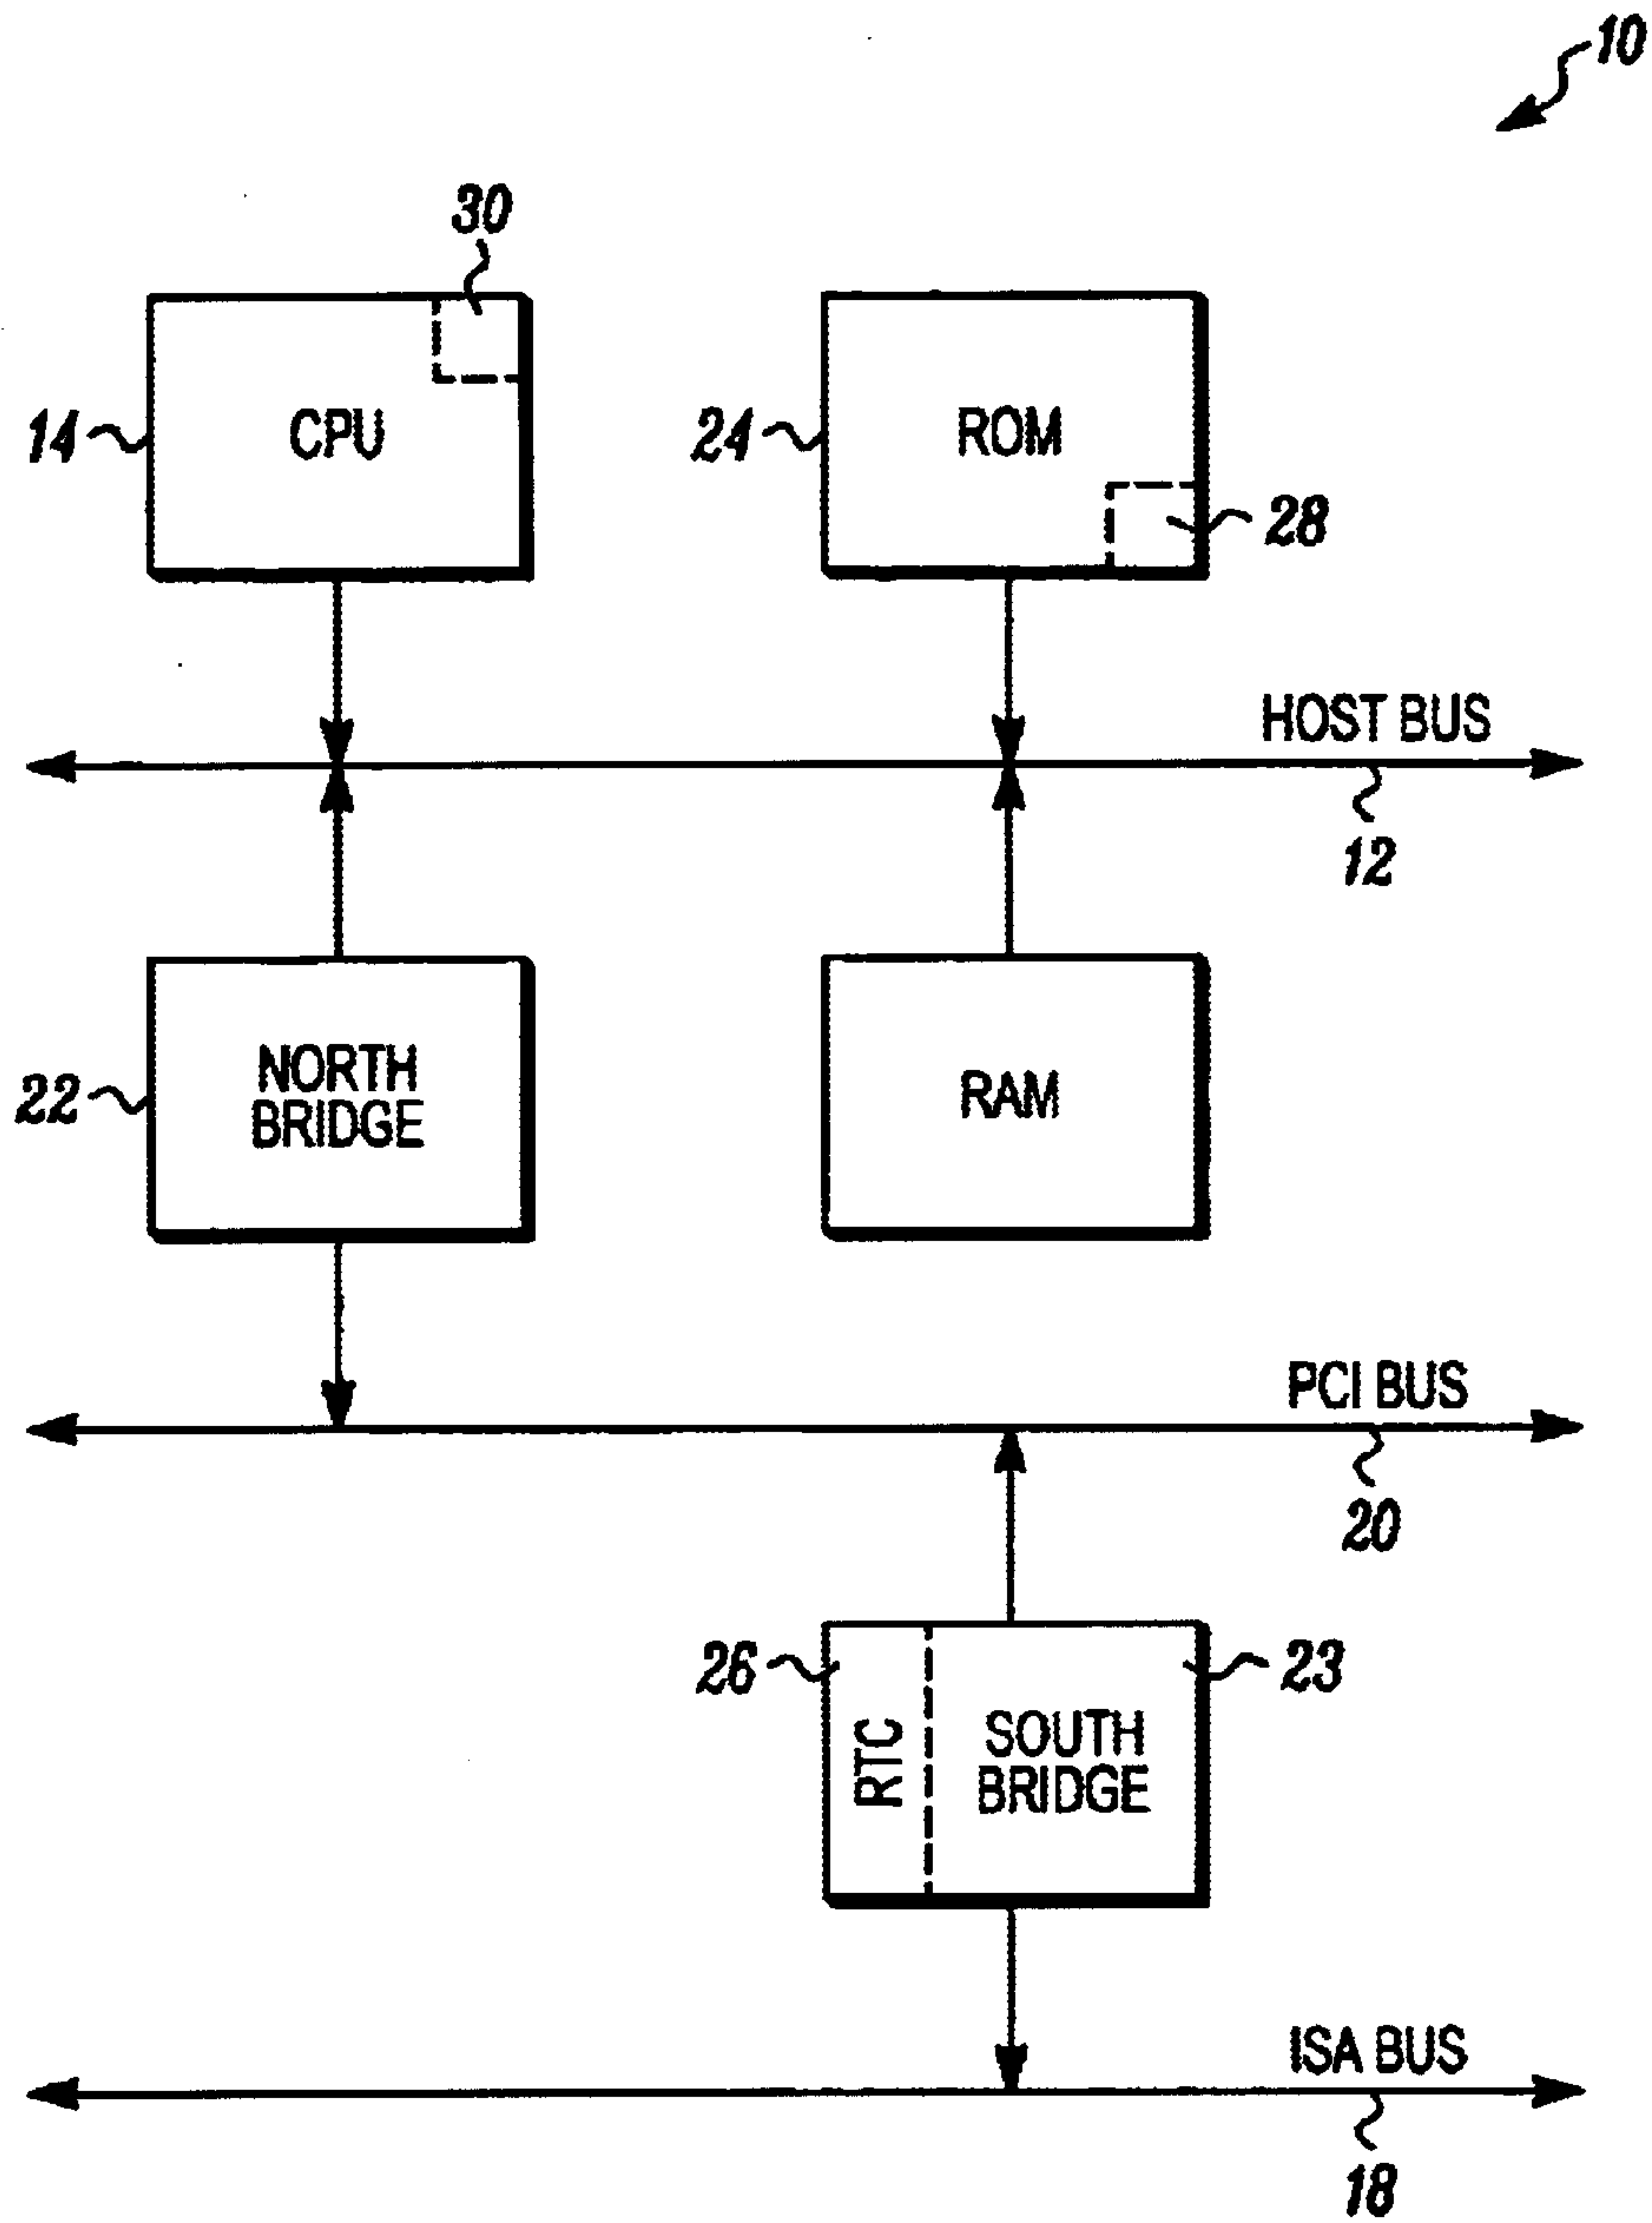 10
30
CPU
14
ROM
24
28
HOST BUS
12
NORTH
BRIDGE
22
RAM
PCI BUS
20
26
23
RTC
SOUTH
BRIDGE
ISA BUS
18